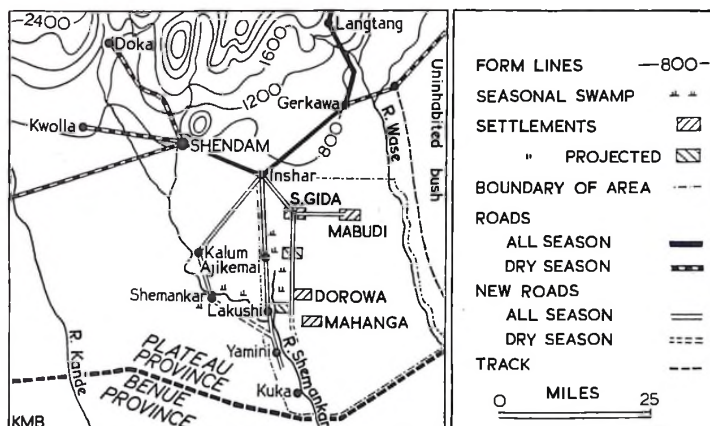 2400
Doka
Langtang
1600
1200
Gerkawa
800
Kwolla
SHENDAM
Inshar
R. Wase
Uninhabited bush
S.GIDA
MABUDI
Kalum
Ajikemai
Shemankar
Lakushi
DOROWA
MAHANGA
Yamini
R. Shemankar
Kuka
R. Kande
PLATEAU
PROVINCE
BENUE
PROVINCE
KMB
FORM LINES —800-
SEASONAL SWAMP
SETTLEMENTS
" PROJECTED
BOUNDARY OF AREA
ROADS
ALL SEASON
DRY SEASON
NEW ROADS
ALL SEASON
DRY SEASON
TRACK
MILES
0 25